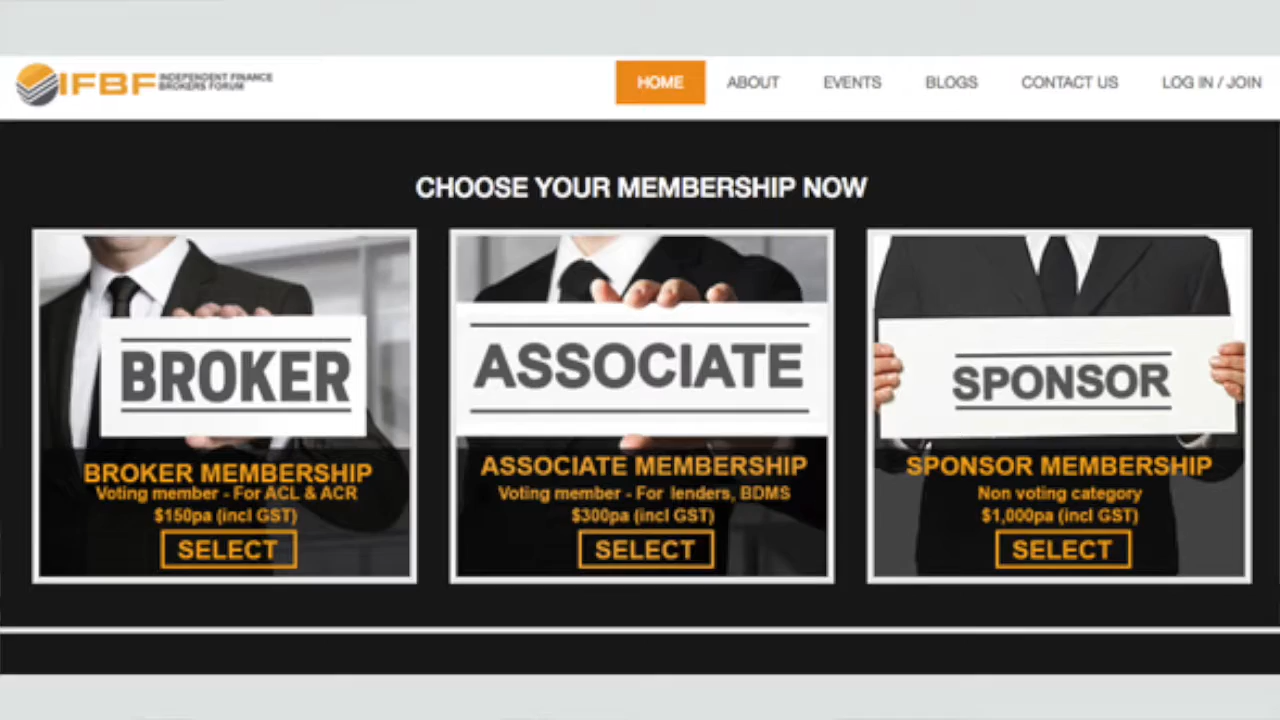 IFBF INDEPENDENT FINANCE
BROKERS FORUM
HOME ABOUT EVENTS BLOGS CONTACT US LOG IN / JOIN
CHOOSE YOUR MEMBERSHIP NOW
BROKER
BROKER MEMBERSHIP
Voting member - For ACL & ACR
$150pa (incl GST)
SELECT
ASSOCIATE
ASSOCIATE MEMBERSHIP
Voting member - For lenders, BDMS
$300pa (incl GST)
SELECT
SPONSOR
SPONSOR MEMBERSHIP
Non voting category
$1,000pa (incl GST)
SELECT